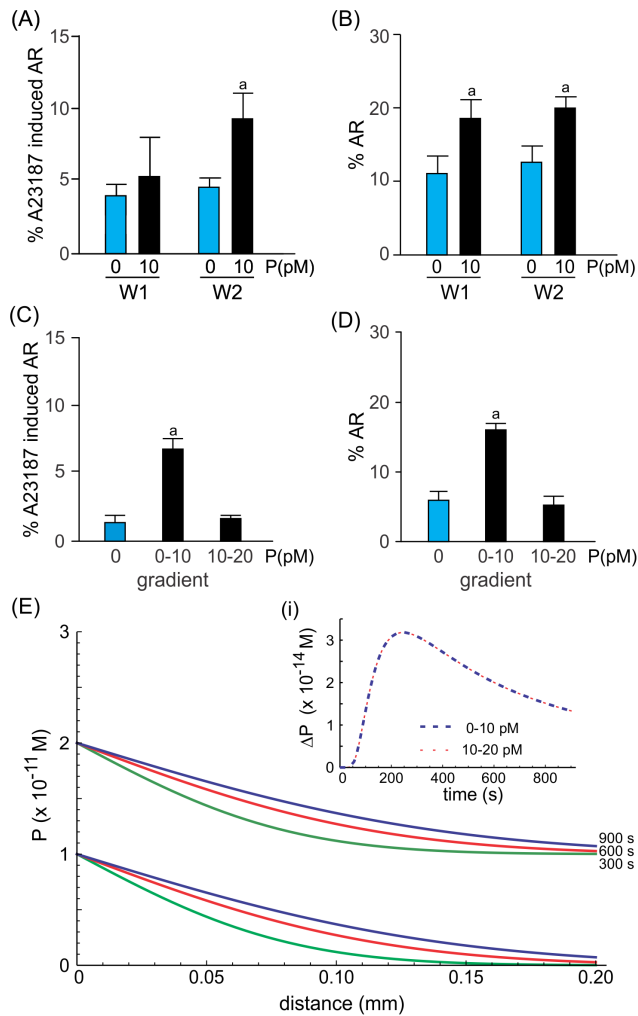 (A)
% A23187 induced AR
15
10
5
0
a
0 10 0 10 P(pM)
W1 W2
(B)
% AR
30
20
10
0
a a
0 10 0 10 P(pM)
W1 W2
(C)
% A23187 induced AR
15
10
5
0
a
0 0-10 10-20 P(pM)
gradient
(D)
% AR
30
20
10
0
a
0 0-10 10-20 P(pM)
gradient
(E)
P (x 10⁻¹¹ M)
3
2
1
0
0 0.05 0.10 0.15 0.20
distance (mm)
900 s
600 s
300 s
(i)
ΔP (x 10⁻¹⁴ M)
3
2
1
0
0 200 400 600 800
time (s)
0-10 pM
10-20 pM